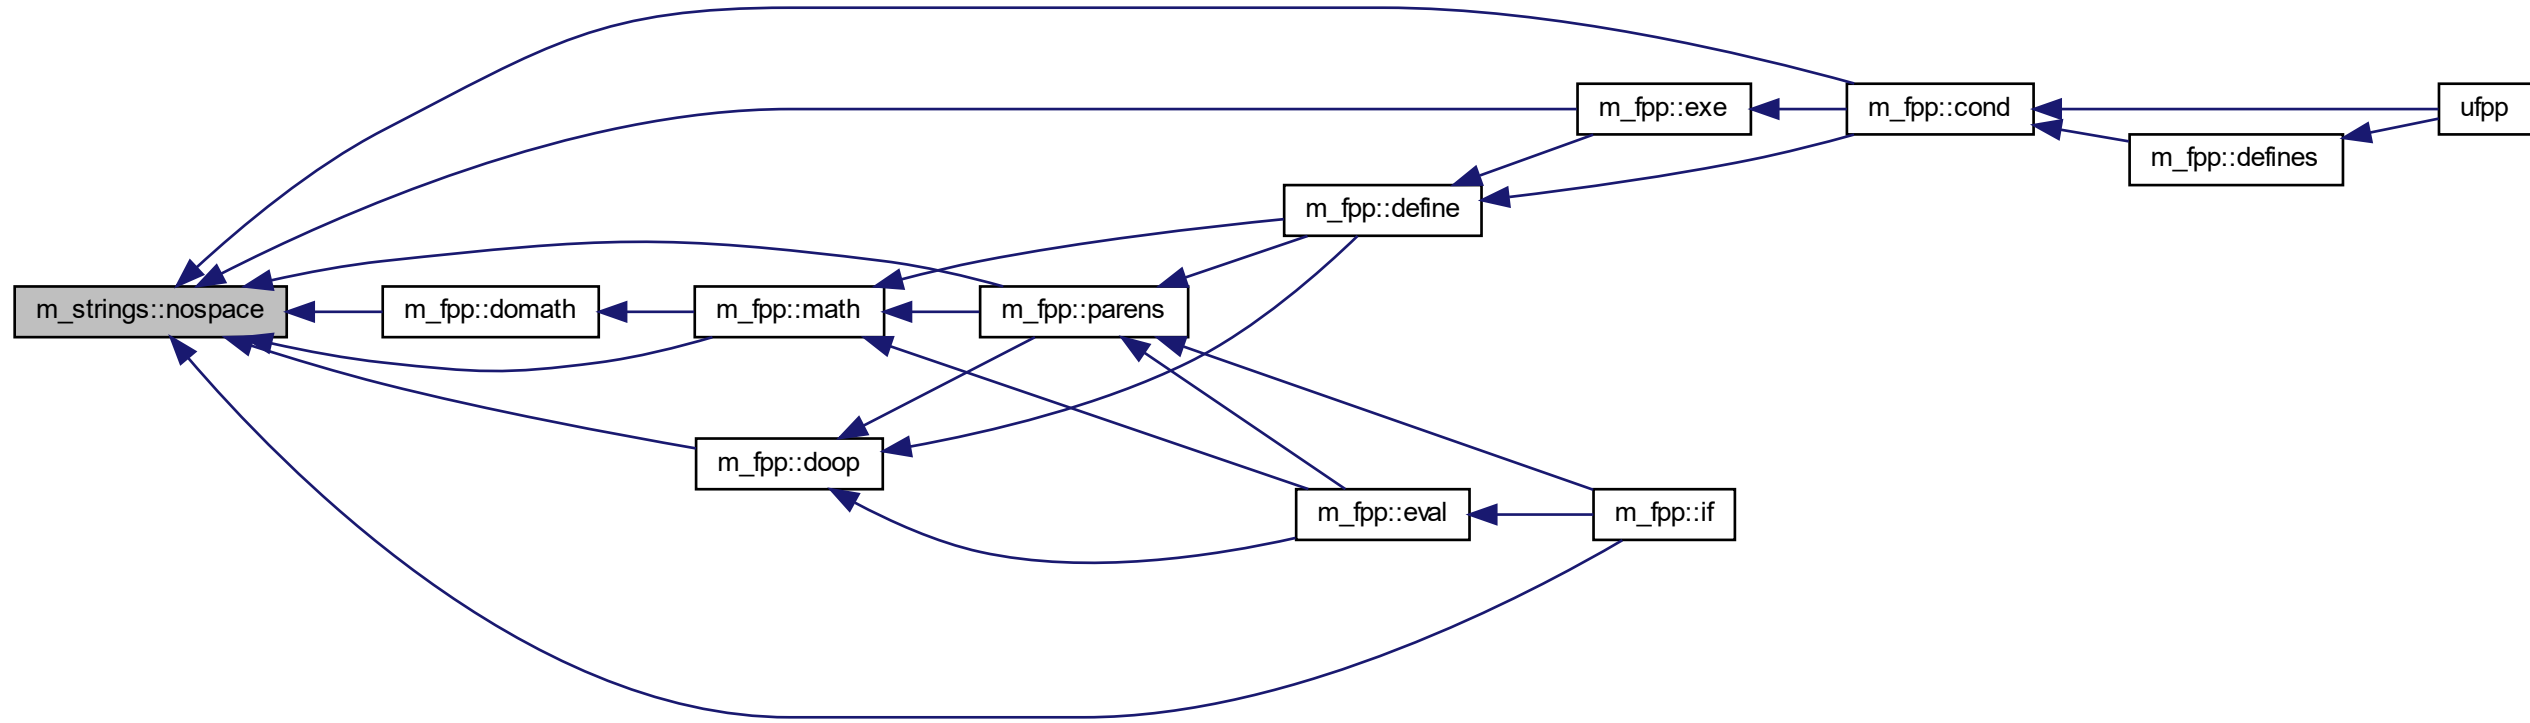 m_fpp::exe
m_fpp::cond
ufpp
m_fpp::defines
m_fpp::define
m_strings::nospace
m_fpp::domath
m_fpp::math
m_fpp::parens
m_fpp::doop
m_fpp::eval
m_fpp::if